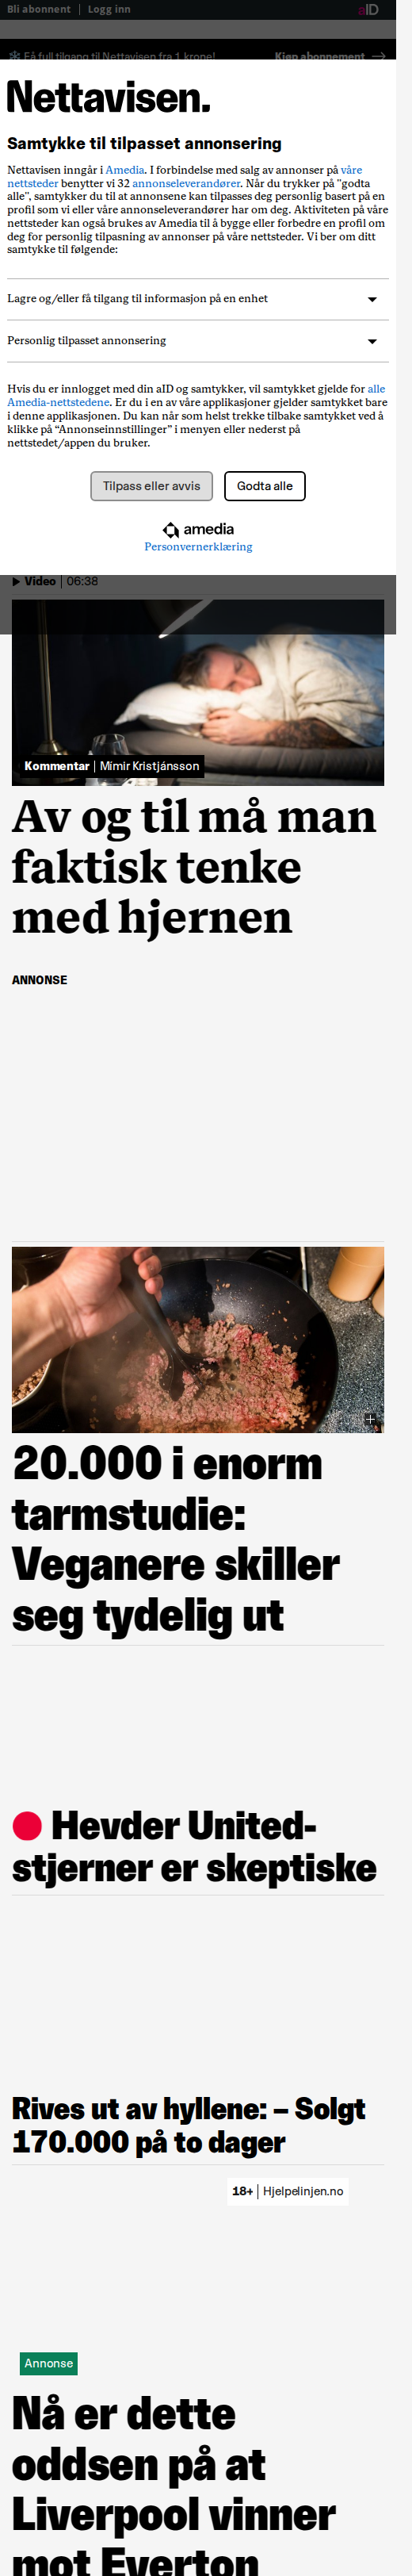 Bli abonnent | Logg inn
aID
Få full tilgang til Nettavisen fra 1 krone!
Kjøp abonnement →
Nettavisen.
Samtykke til tilpasset annonsering
Nettavisen inngår i Amedia. I forbindelse med salg av annonser på våre
nettsteder benytter vi 32 annonseleverandører. Når du trykker på "godta
alle", samtykker du til at annonsene kan tilpasses deg personlig basert på en
profil som vi eller våre annonseleverandører har om deg. Aktiviteten på våre
nettsteder kan også brukes av Amedia til å bygge eller forbedre en profil om
deg for personlig tilpasning av annonser på våre nettsteder. Vi ber om ditt
samtykke til følgende:
Lagre og/eller få tilgang til informasjon på en enhet
Personlig tilpasset annonsering
Hvis du er innlogget med din aID og samtykker, vil samtykket gjelde for alle
Amedia-nettstedene. Er du i en av våre applikasjoner gjelder samtykket bare
i denne applikasjonen. Du kan når som helst trekke tilbake samtykket ved å
klikke på “Annonseinnstillinger” i menyen eller nederst på
nettstedet/appen du bruker.
Tilpass eller avvis
Godta alle
amedia
Personvernerklæring
Video | 06:38
Kommentar | Mímir Kristjánsson
Av og til må man
faktisk tenke
med hjernen
ANNONSE
20.000 i enorm
tarmstudie:
Veganere skiller
seg tydelig ut
Hevder United-
stjerner er skeptiske
Rives ut av hyllene: – Solgt
170.000 på to dager
18+ | Hjelpelinjen.no
Annonse
Nå er dette
oddsen på at
Liverpool vinner
mot Everton